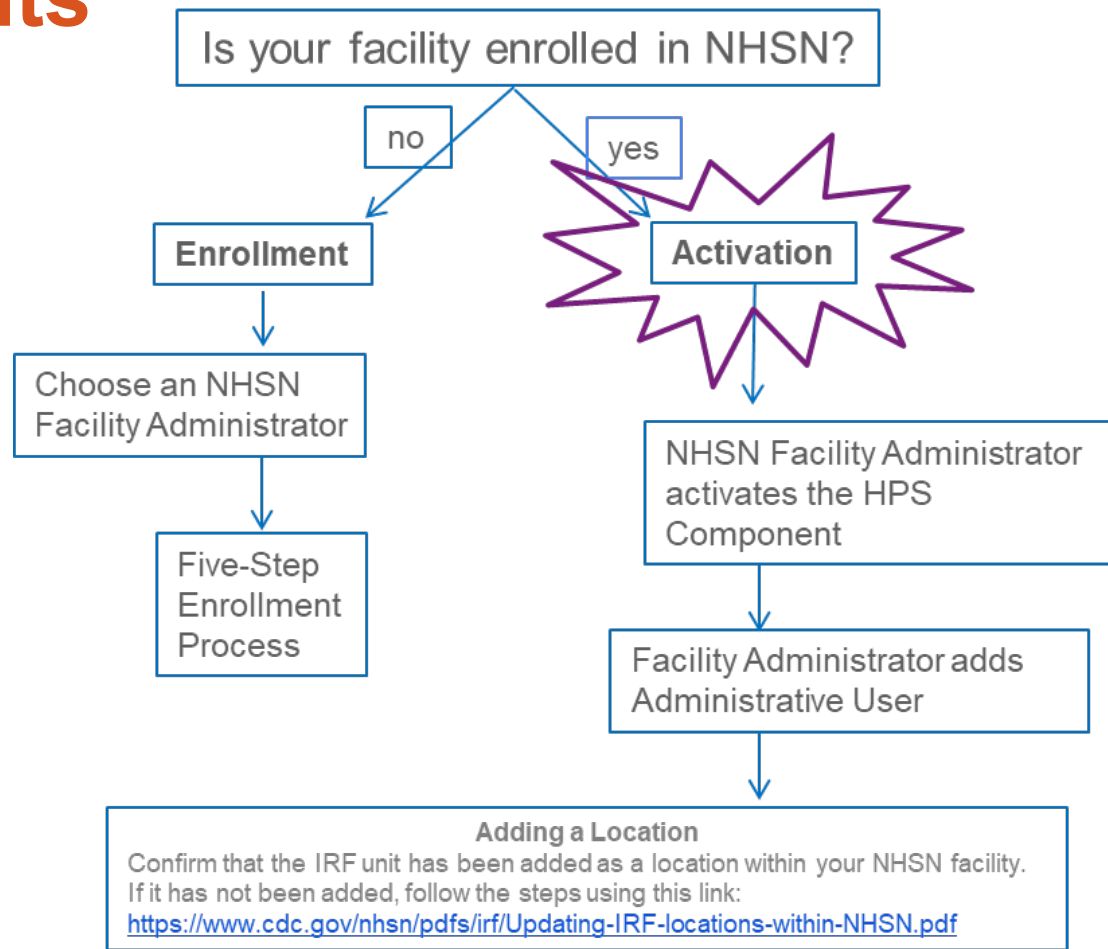 Is your facility enrolled in NHSN?
no
yes
Enrollment
Activation
Choose an NHSN
Facility Administrator
NHSN Facility Administrator
activates the HPS
Component
Five-Step
Enrollment
Process
Facility Administrator adds
Administrative User
Adding a Location
Confirm that the IRF unit has been added as a location within your NHSN facility.
If it has not been added, follow the steps using this link:
https://www.cdc.gov/nhsn/pdfs/irf/Updating-IRF-locations-within-NHSN.pdf